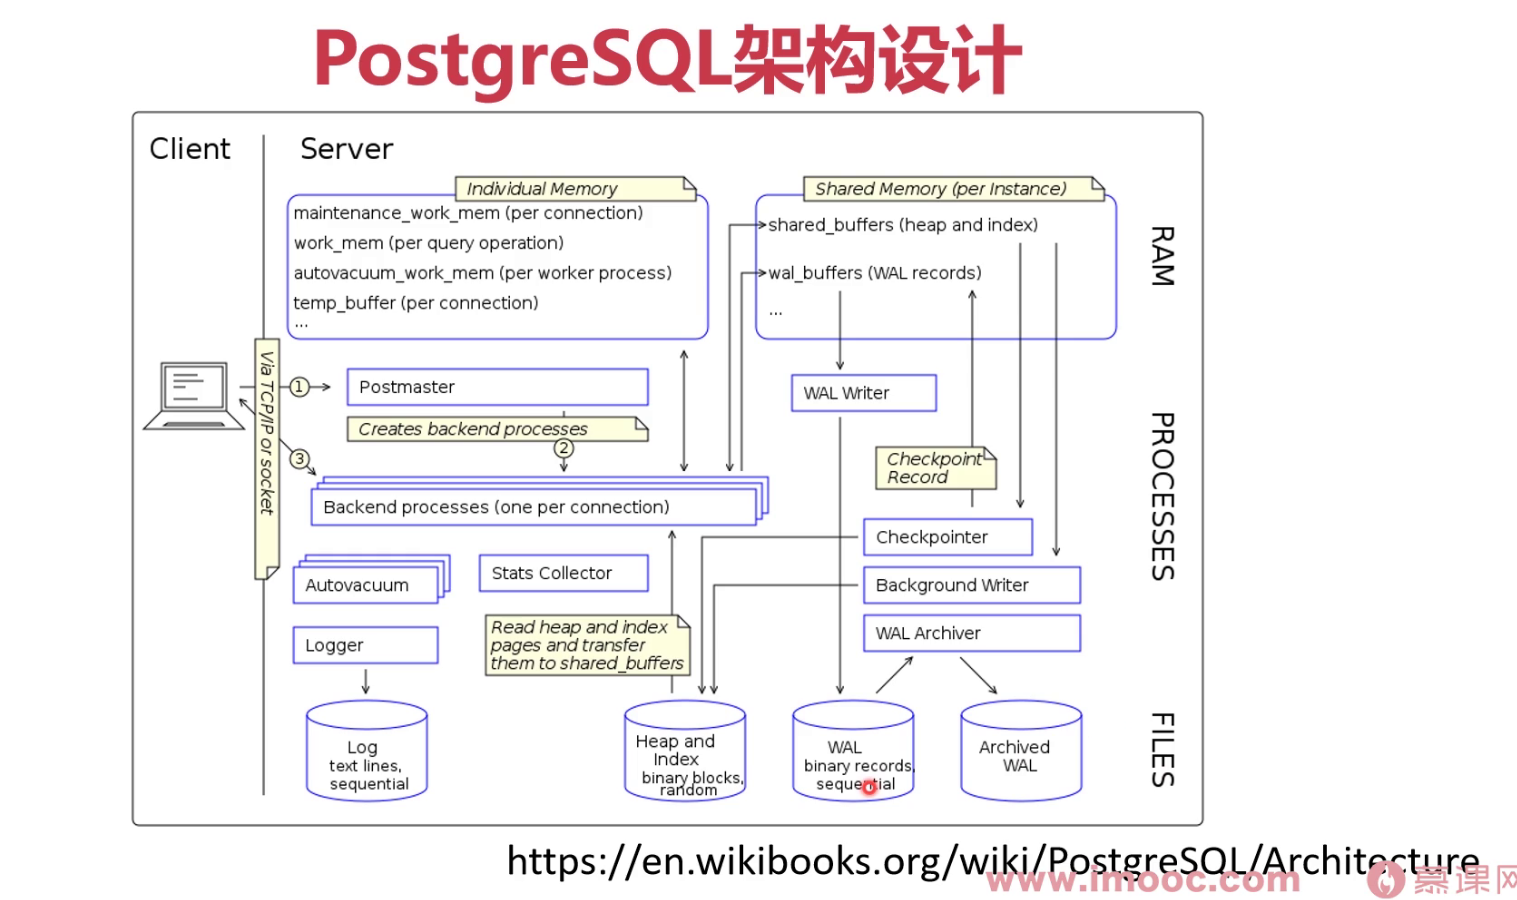 PostgreSQL架构设计
Client
Server
Individual Memory
maintenance_work_mem (per connection)
work_mem (per query operation)
autovacuum_work_mem (per worker process)
temp_buffer (per connection)
...
Shared Memory (per Instance)
shared_buffers (heap and index)
wal_buffers (WAL records)
...
RAM
Via TCP/IP or socket
1
Postmaster
Creates backend processes
2
3
Backend processes (one per connection)
WAL Writer
Checkpoint
Record
Checkpointer
Background Writer
WAL Archiver
PROCESSES
Autovacuum
Stats Collector
Logger
Read heap and index
pages and transfer
them to shared_buffers
Log
text lines,
sequential
Heap and
Index
binary blocks,
random
WAL
binary records,
sequential
Archived
WAL
FILES
https://en.wikibooks.org/wiki/PostgreSQL/Architecture
www.imooc.com
慕课网